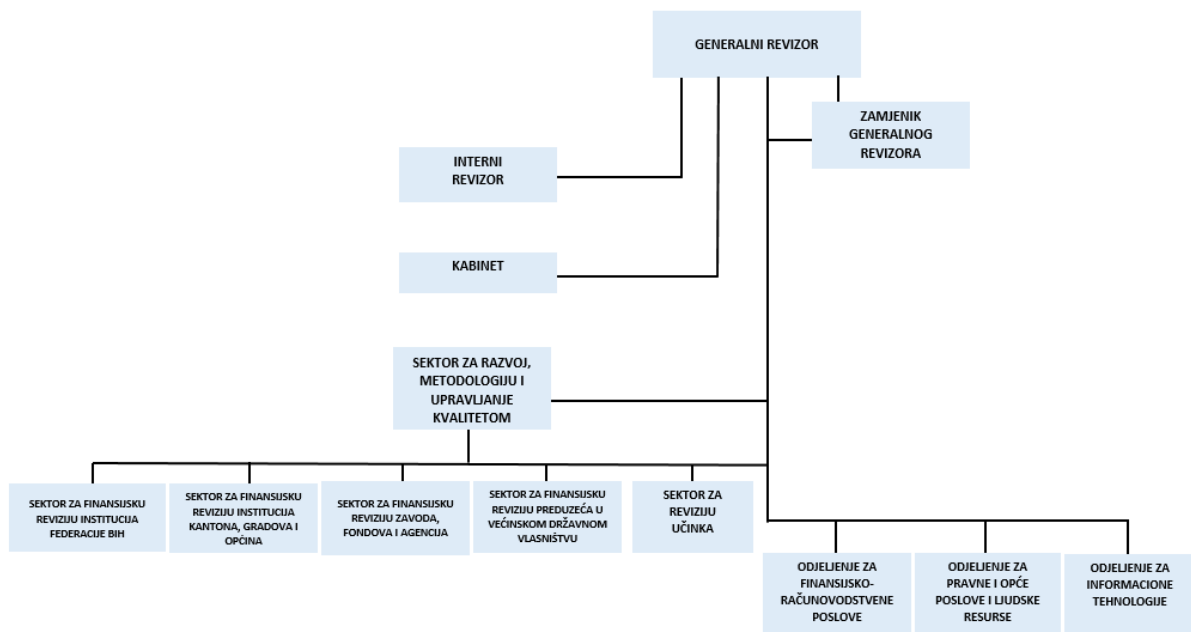 GENERALNI REVIZOR
ZAMJENIK
GENERALNOG
REVIZORA
INTERNI
REVIZOR
KABINET
SEKTOR ZA RAZVOJ,
METODOLOGIJU I
UPRAVLJANJE
KVALITETOM
SEKTOR ZA FINANSIJSKU
REVIZIJU INSTITUCIJA
FEDERACIJE BIH
SEKTOR ZA FINANSIJSKU
REVIZIJU INSTITUCIJA
KANTONA, GRADOVA I
OPĆINA
SEKTOR ZA FINANSIJSKU
REVIZIJU ZAVODA,
FONDOVA I AGENCIJA
SEKTOR ZA FINANSIJSKU
REVIZIJU PREDUZEĆA U
VEĆINSKOM DRŽAVNOM
VLASNIŠTVU
SEKTOR ZA
REVIZIJU
UČINKA
ODJELJENJE ZA
FINANSIJSKO-
RAČUNOVODSTVENE
POSLOVE
ODJELJENJE ZA
PRAVNE I OPĆE
POSLOVE I LJUDSKE
RESURSE
ODJELJENJE ZA
INFORMACIONE
TEHNOLOGIJE